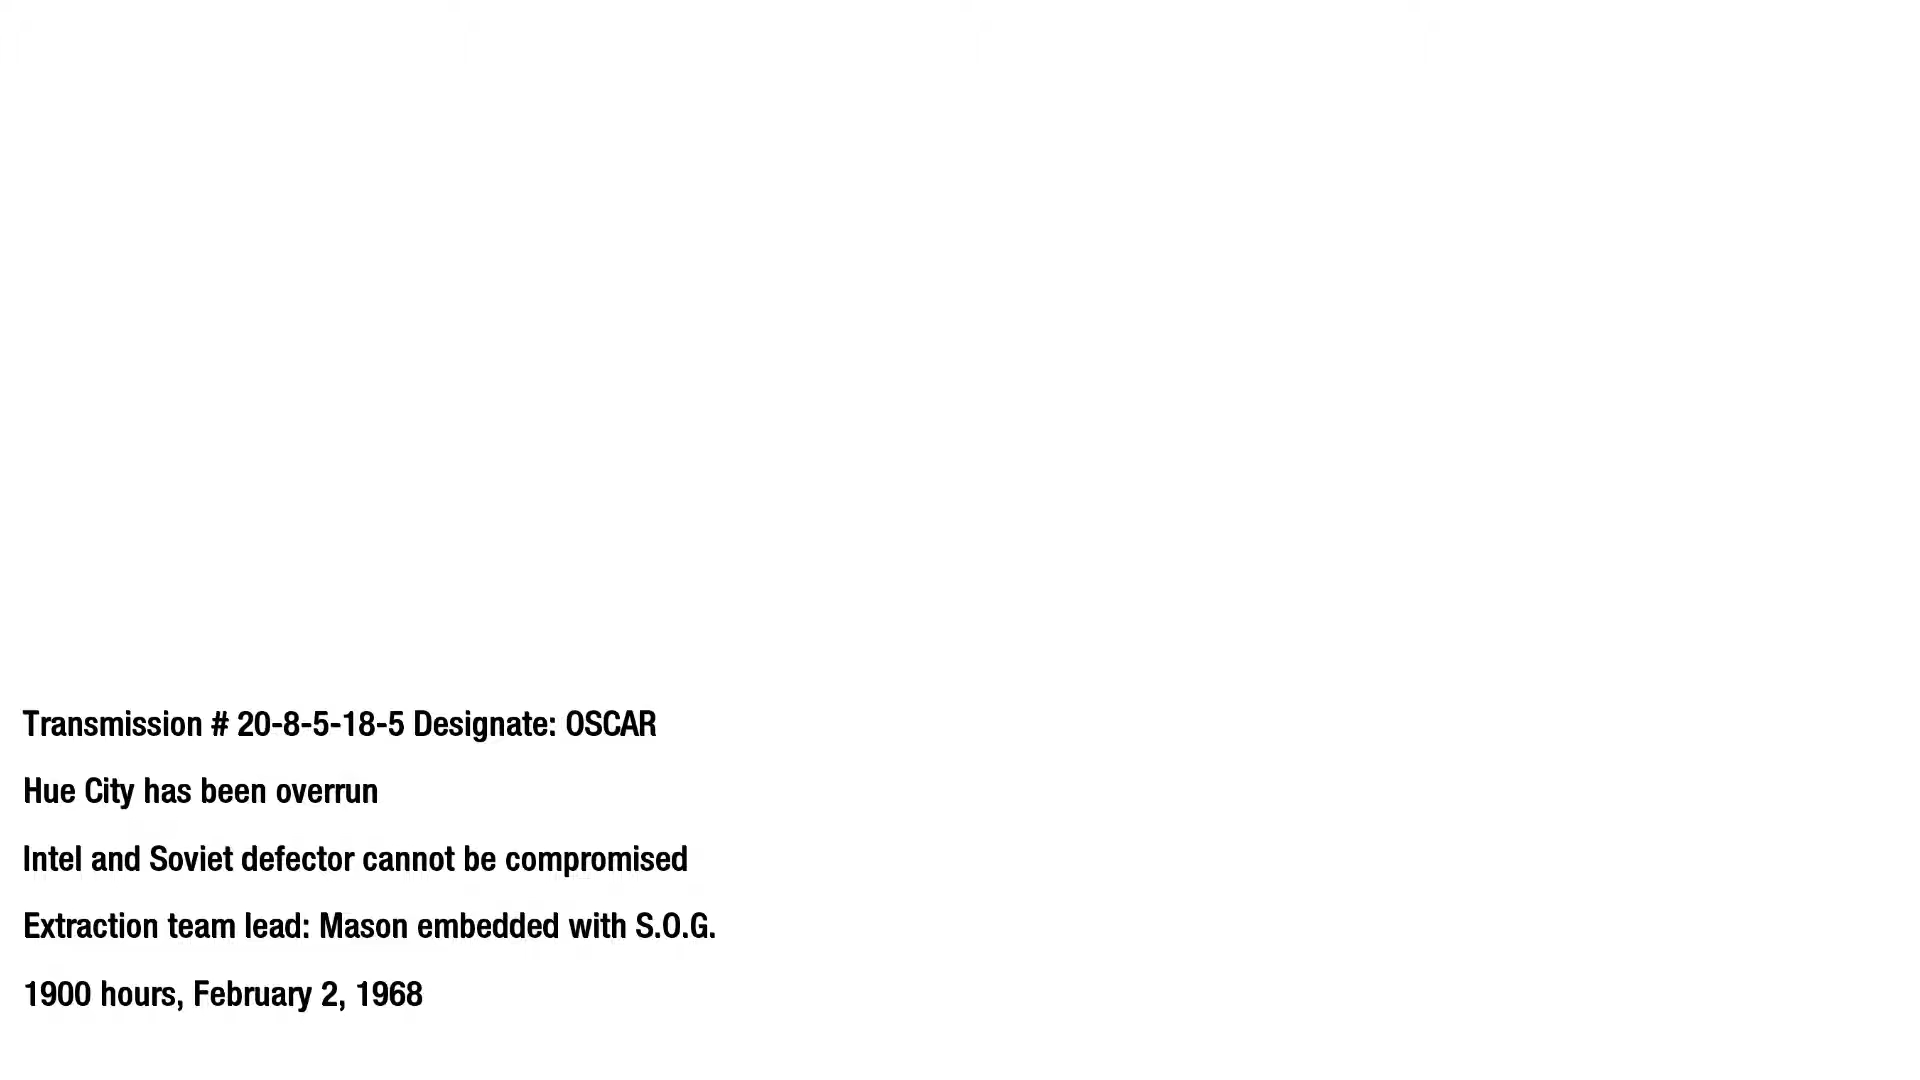 Transmission # 20-8-5-18-5 Designate: OSCAR
Hue City has been overrun
Intel and Soviet defector cannot be compromised
Extraction team lead: Mason embedded with S.O.G.
1900 hours, February 2, 1968